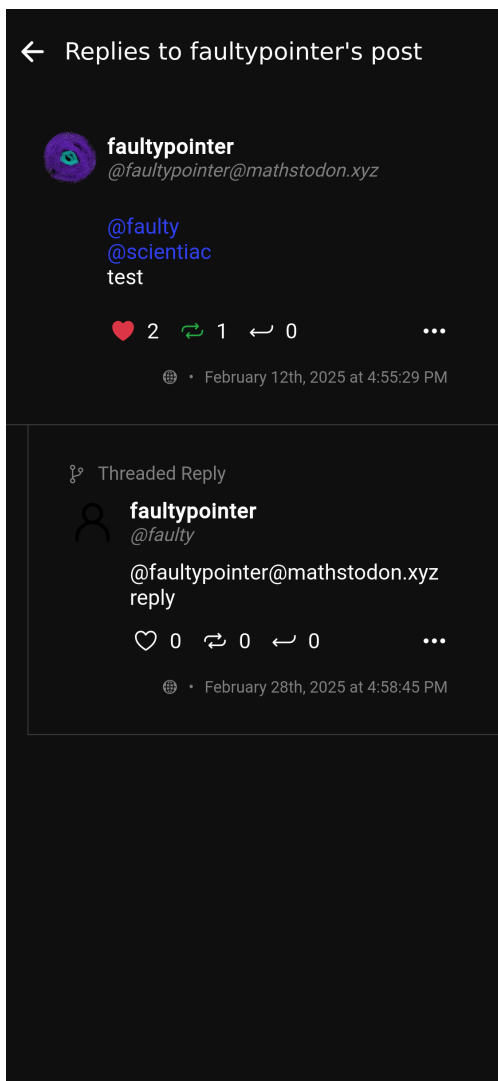 Replies to faultypointer's post
faultypointer
@faultypointer@mathstodon.xyz
@faulty
@scientiac
test
2 1 0
• February 12th, 2025 at 4:55:29 PM
Threaded Reply
faultypointer
@faulty
@faultypointer@mathstodon.xyz
reply
0 0 0
• February 28th, 2025 at 4:58:45 PM